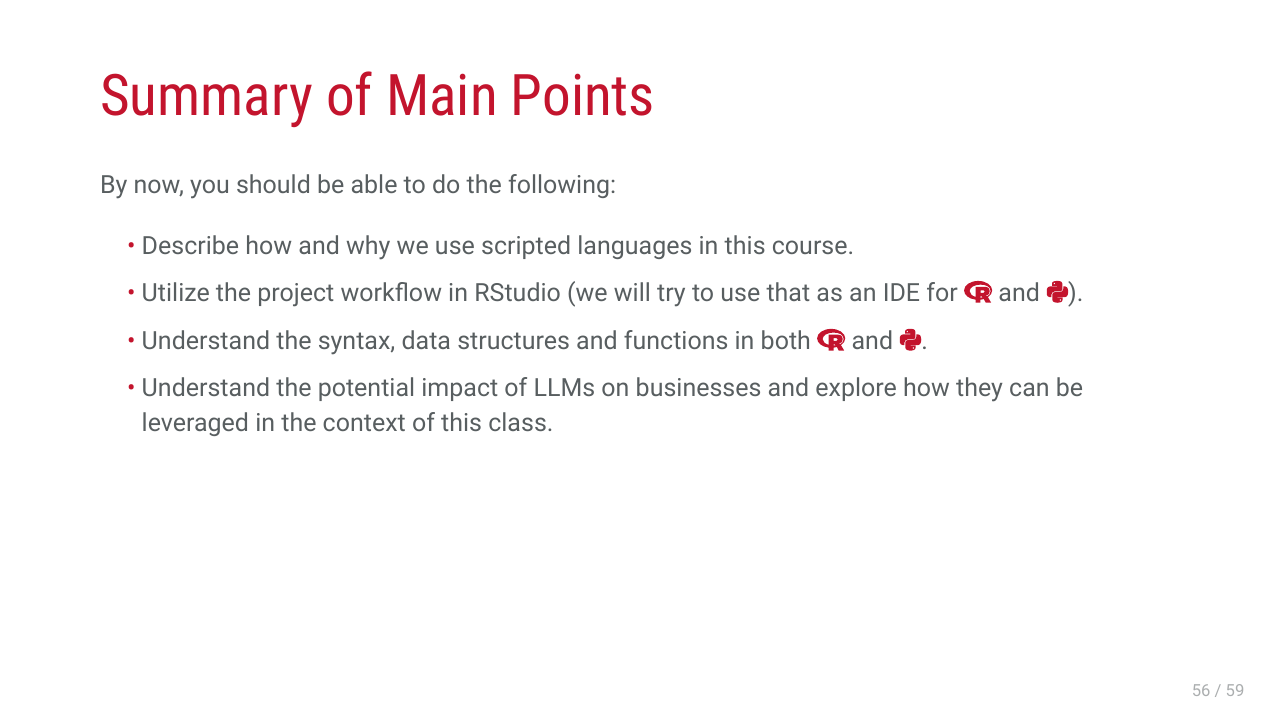 Summary of Main Points
By now, you should be able to do the following:
• Describe how and why we use scripted languages in this course.
• Utilize the project workflow in RStudio (we will try to use that as an IDE for R and ).
• Understand the syntax, data structures and functions in both R and .
• Understand the potential impact of LLMs on businesses and explore how they can be
leveraged in the context of this class.
56 / 59